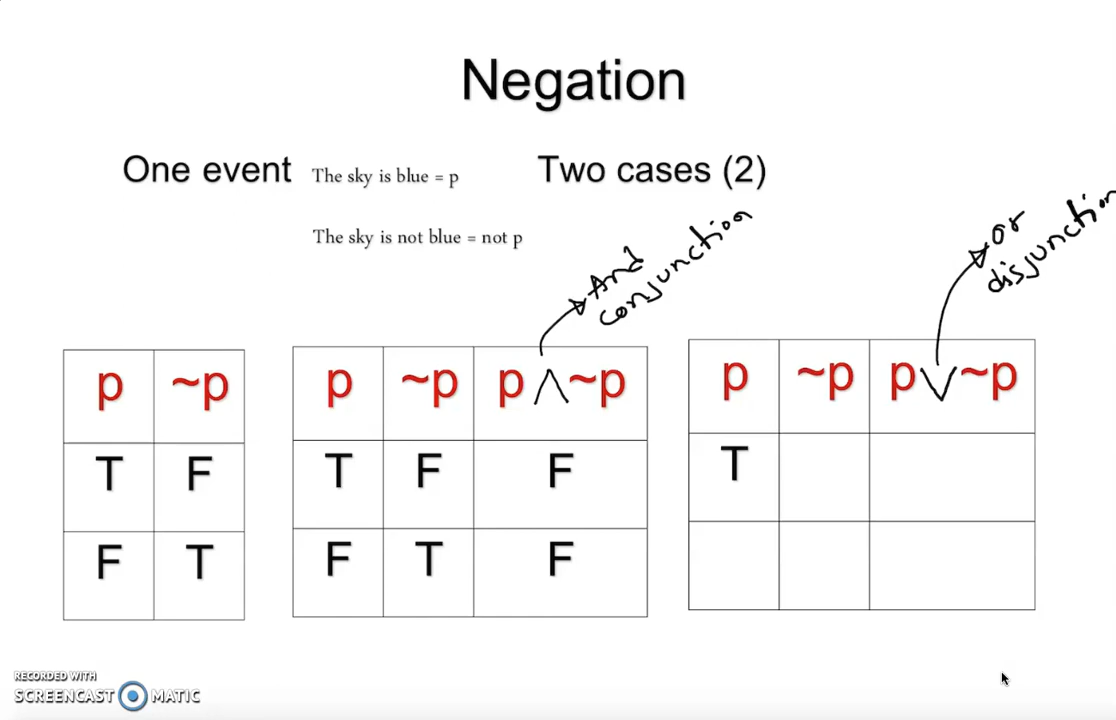 Negation
One event The sky is blue = p Two cases (2)
The sky is not blue = not p
And
conjunction
or
disjunction
p ~p
T F
F T
p ~p p∧~p
T F F
F T F
p ~p p∨~p
T
RECORDED WITH
SCREENCAST MATIC